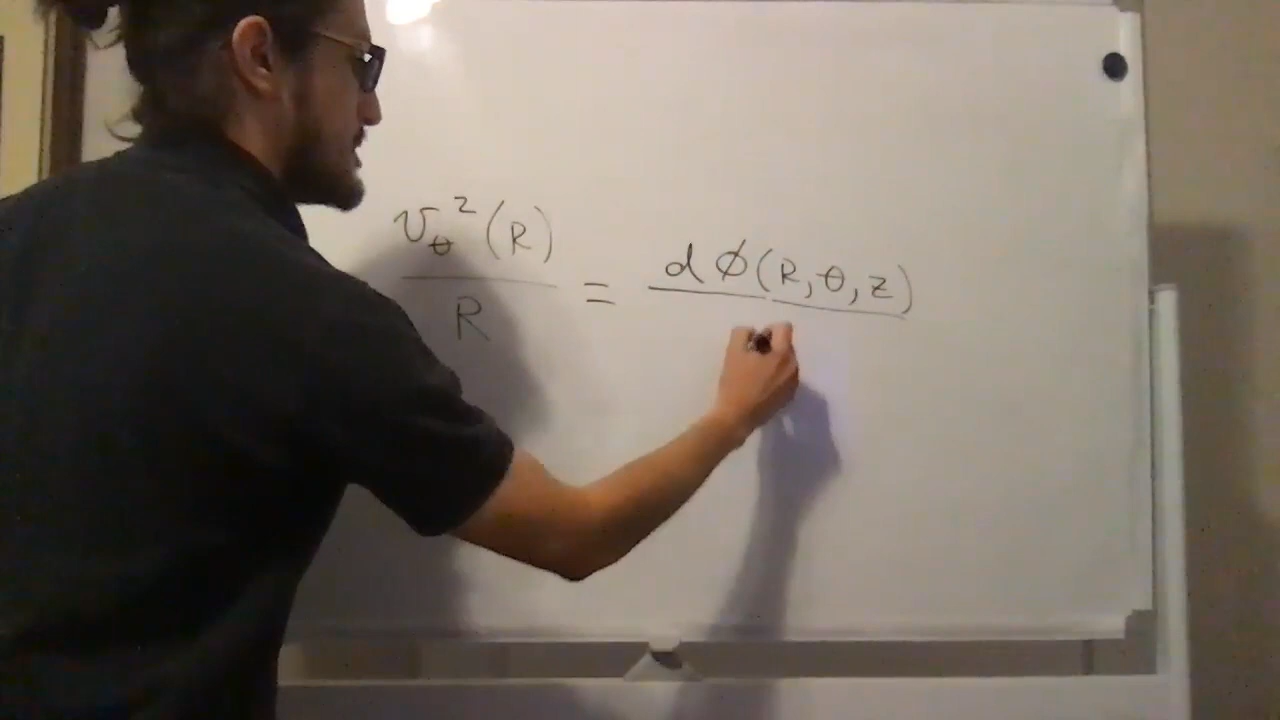 v_θ²(R) / R = dϕ(R,θ,z)